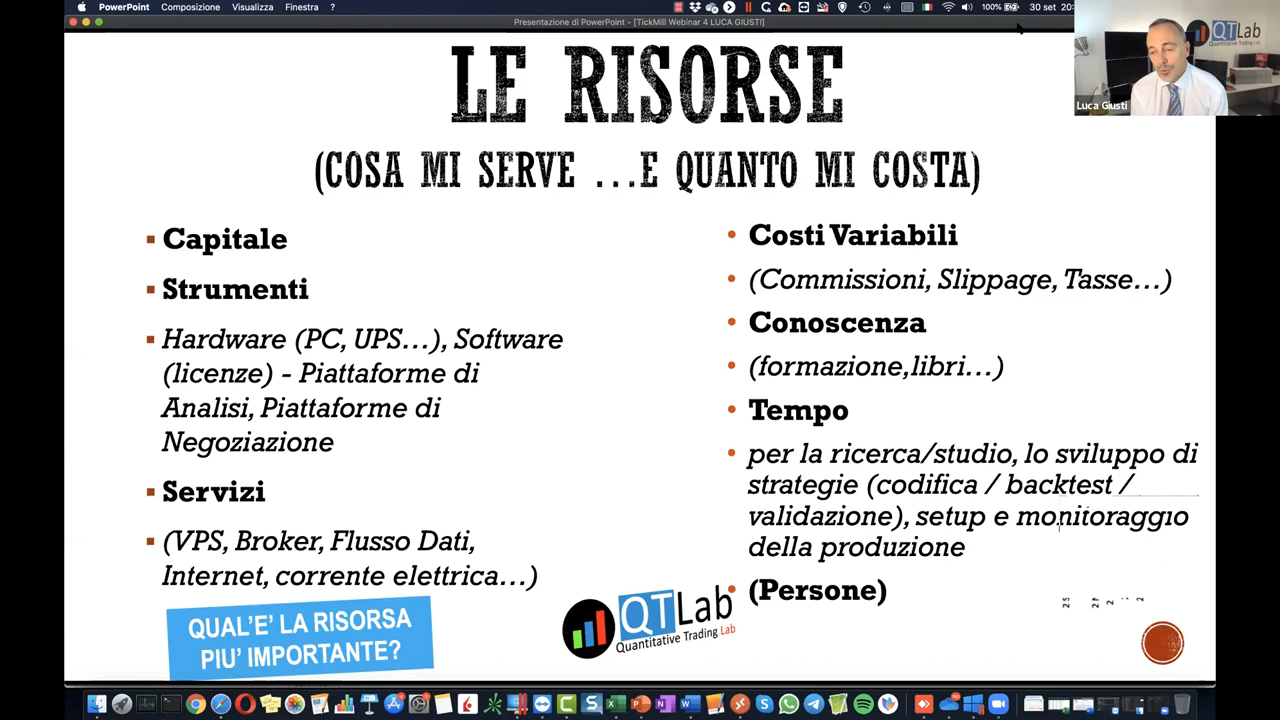 PowerPoint Composizione Visualizza Finestra ?
100% 30 set 20:
Presentazione di PowerPoint - [TickMill Webinar 4 LUCA GIUSTI]
QTLab
Quantitative Trading Lab
Luca Giusti
LE RISORSE
(COSA MI SERVE ...E QUANTO MI COSTA)
▪ Capitale
▪ Strumenti
▪ Hardware (PC, UPS...), Software
(licenze) - Piattaforme di
Analisi, Piattaforme di
Negoziazione
▪ Servizi
▪ (VPS, Broker, Flusso Dati,
Internet, corrente elettrica...)
QUAL'E' LA RISORSA
PIU' IMPORTANTE?
• Costi Variabili
• (Commissioni, Slippage, Tasse...)
• Conoscenza
• (formazione,libri...)
• Tempo
• per la ricerca/studio, lo sviluppo di
strategie (codifica / backtest /
validazione), setup e monitoraggio
della produzione
• (Persone)
QTLab
Quantitative Trading Lab